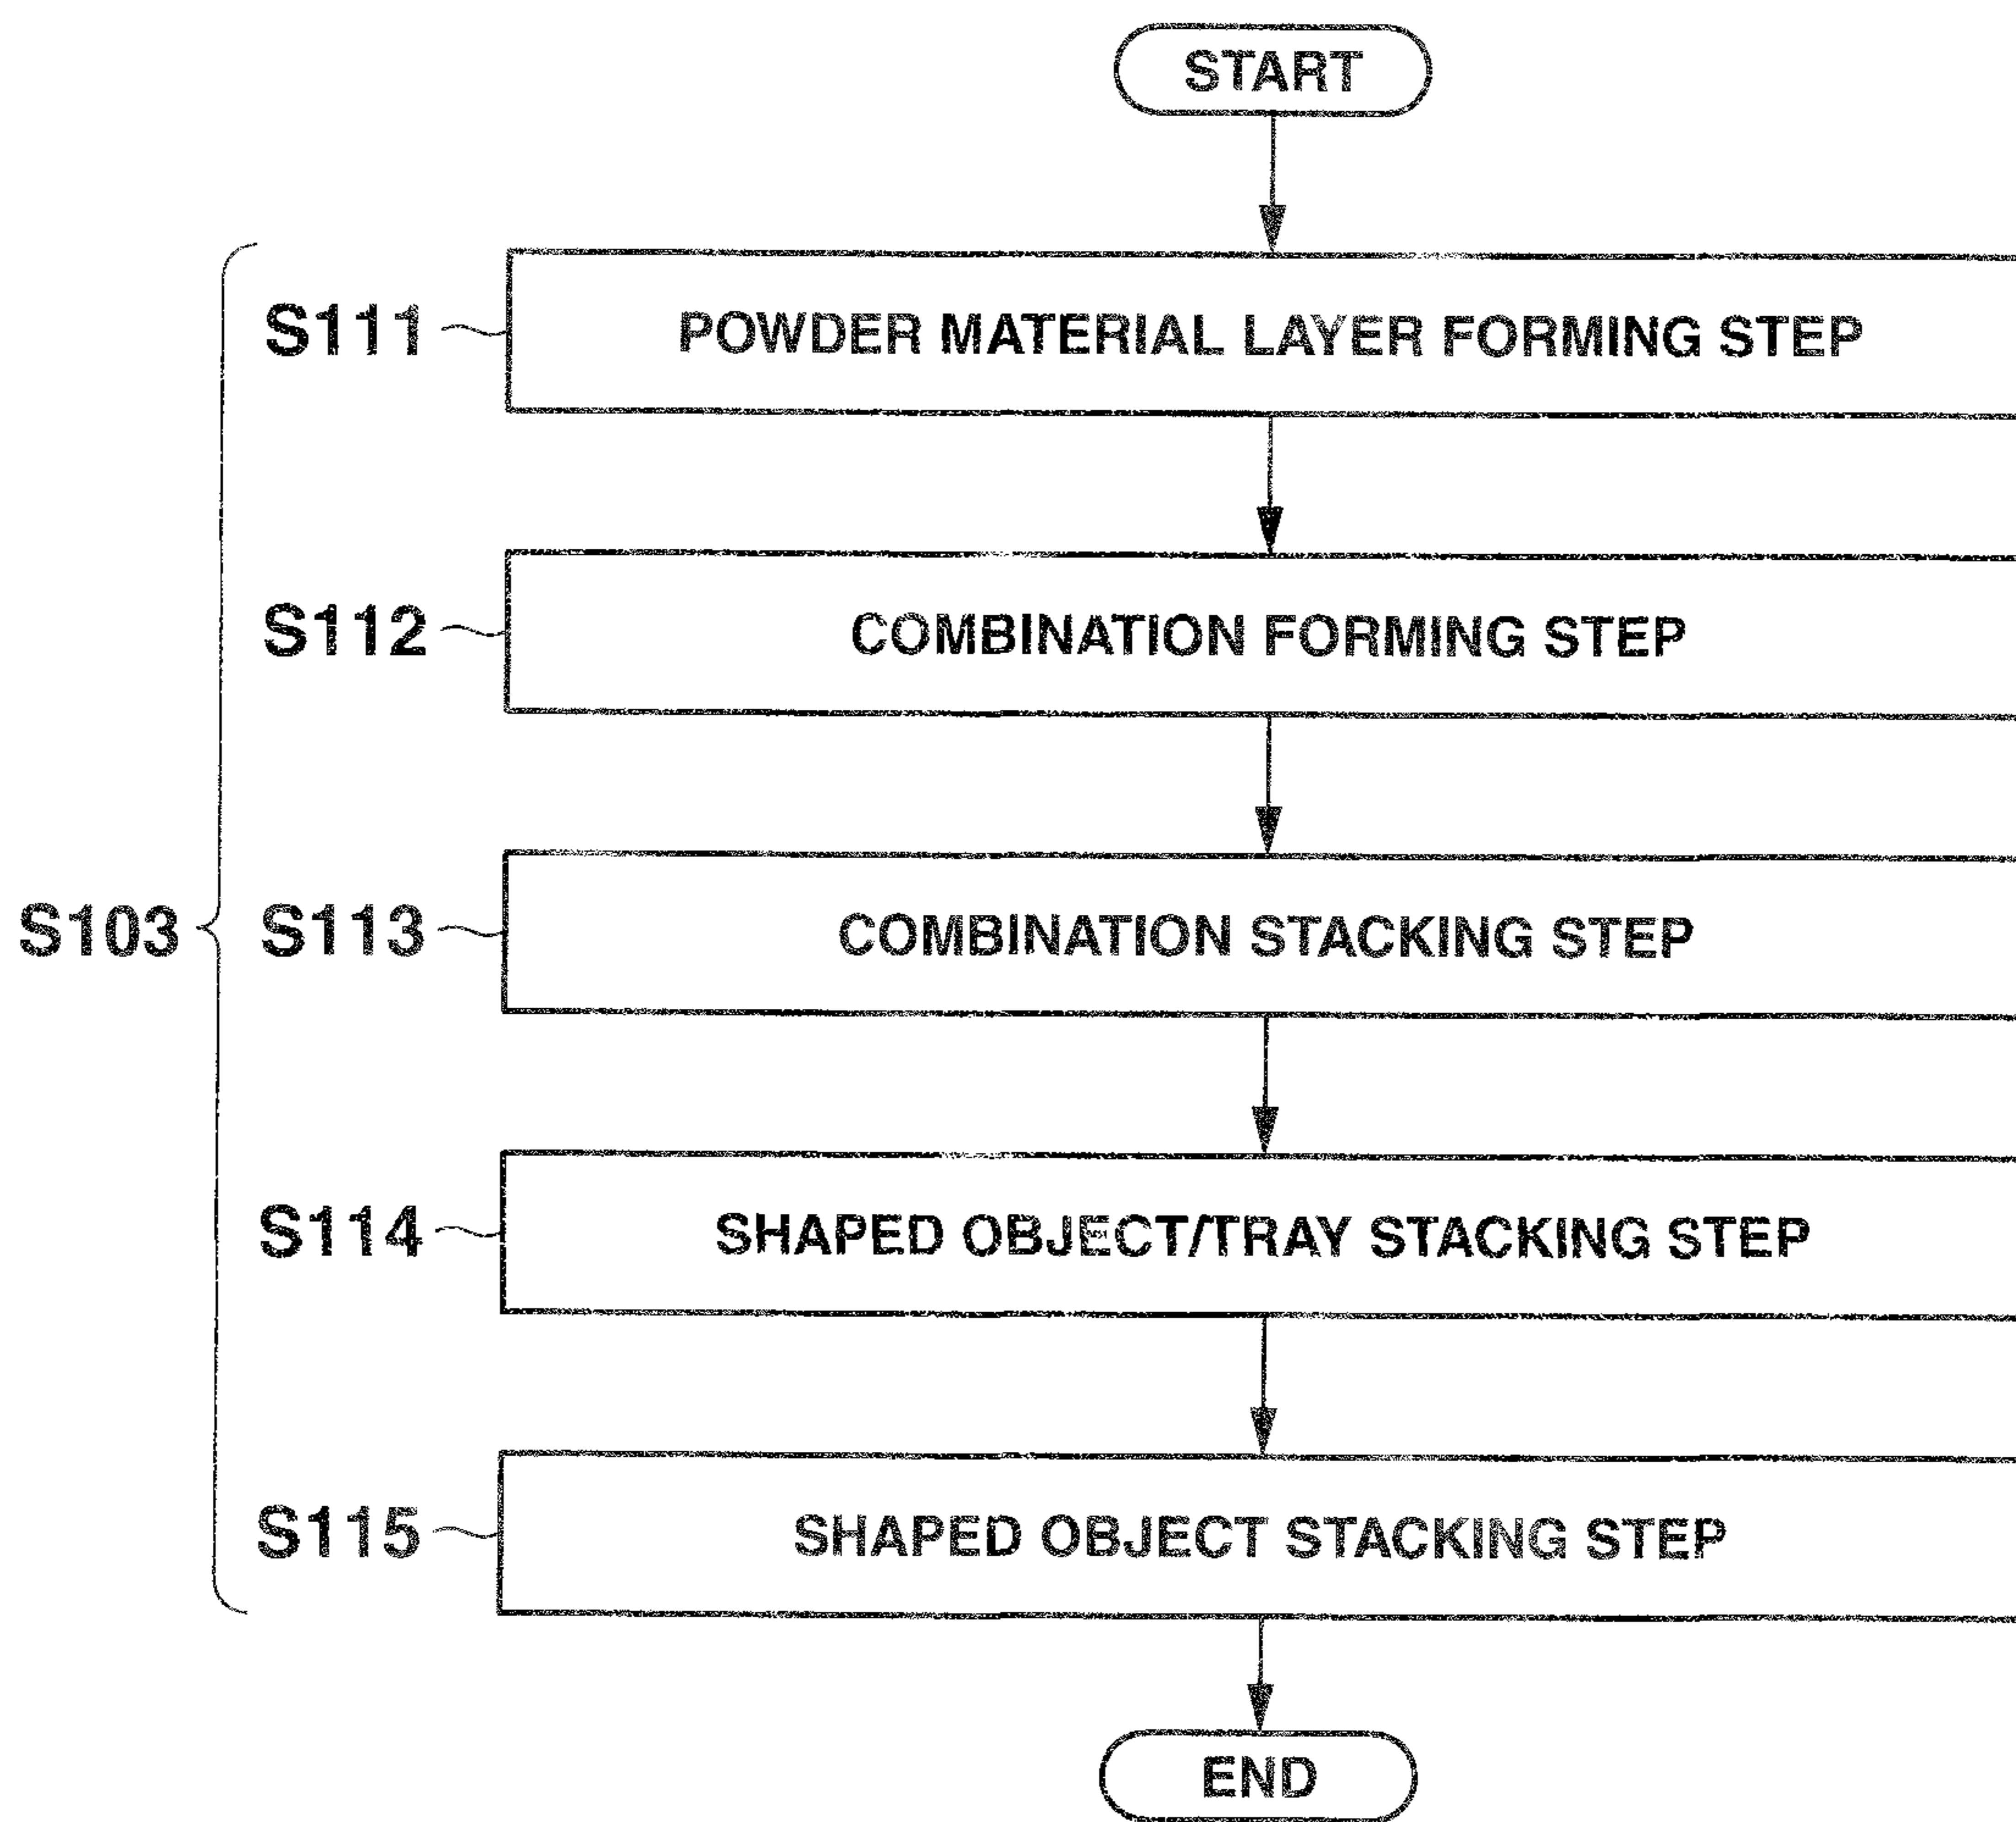 START
S111 POWDER MATERIAL LAYER FORMING STEP
S112 COMBINATION FORMING STEP
S103 S113 COMBINATION STACKING STEP
S114 SHAPED OBJECT/TRAY STACKING STEP
S115 SHAPED OBJECT STACKING STEP
END